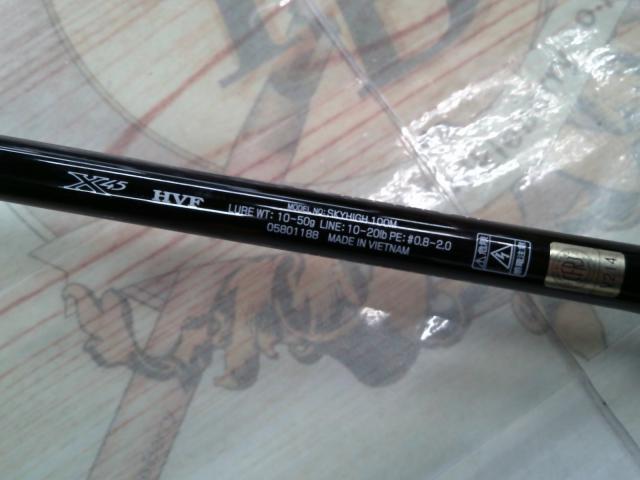 X45 HVF
MODEL NO: SKYHIGH 100M
LURE WT: 10-50g LINE: 10-20lb PE: #0.8-2.0
05801188 MADE IN VIETNAM